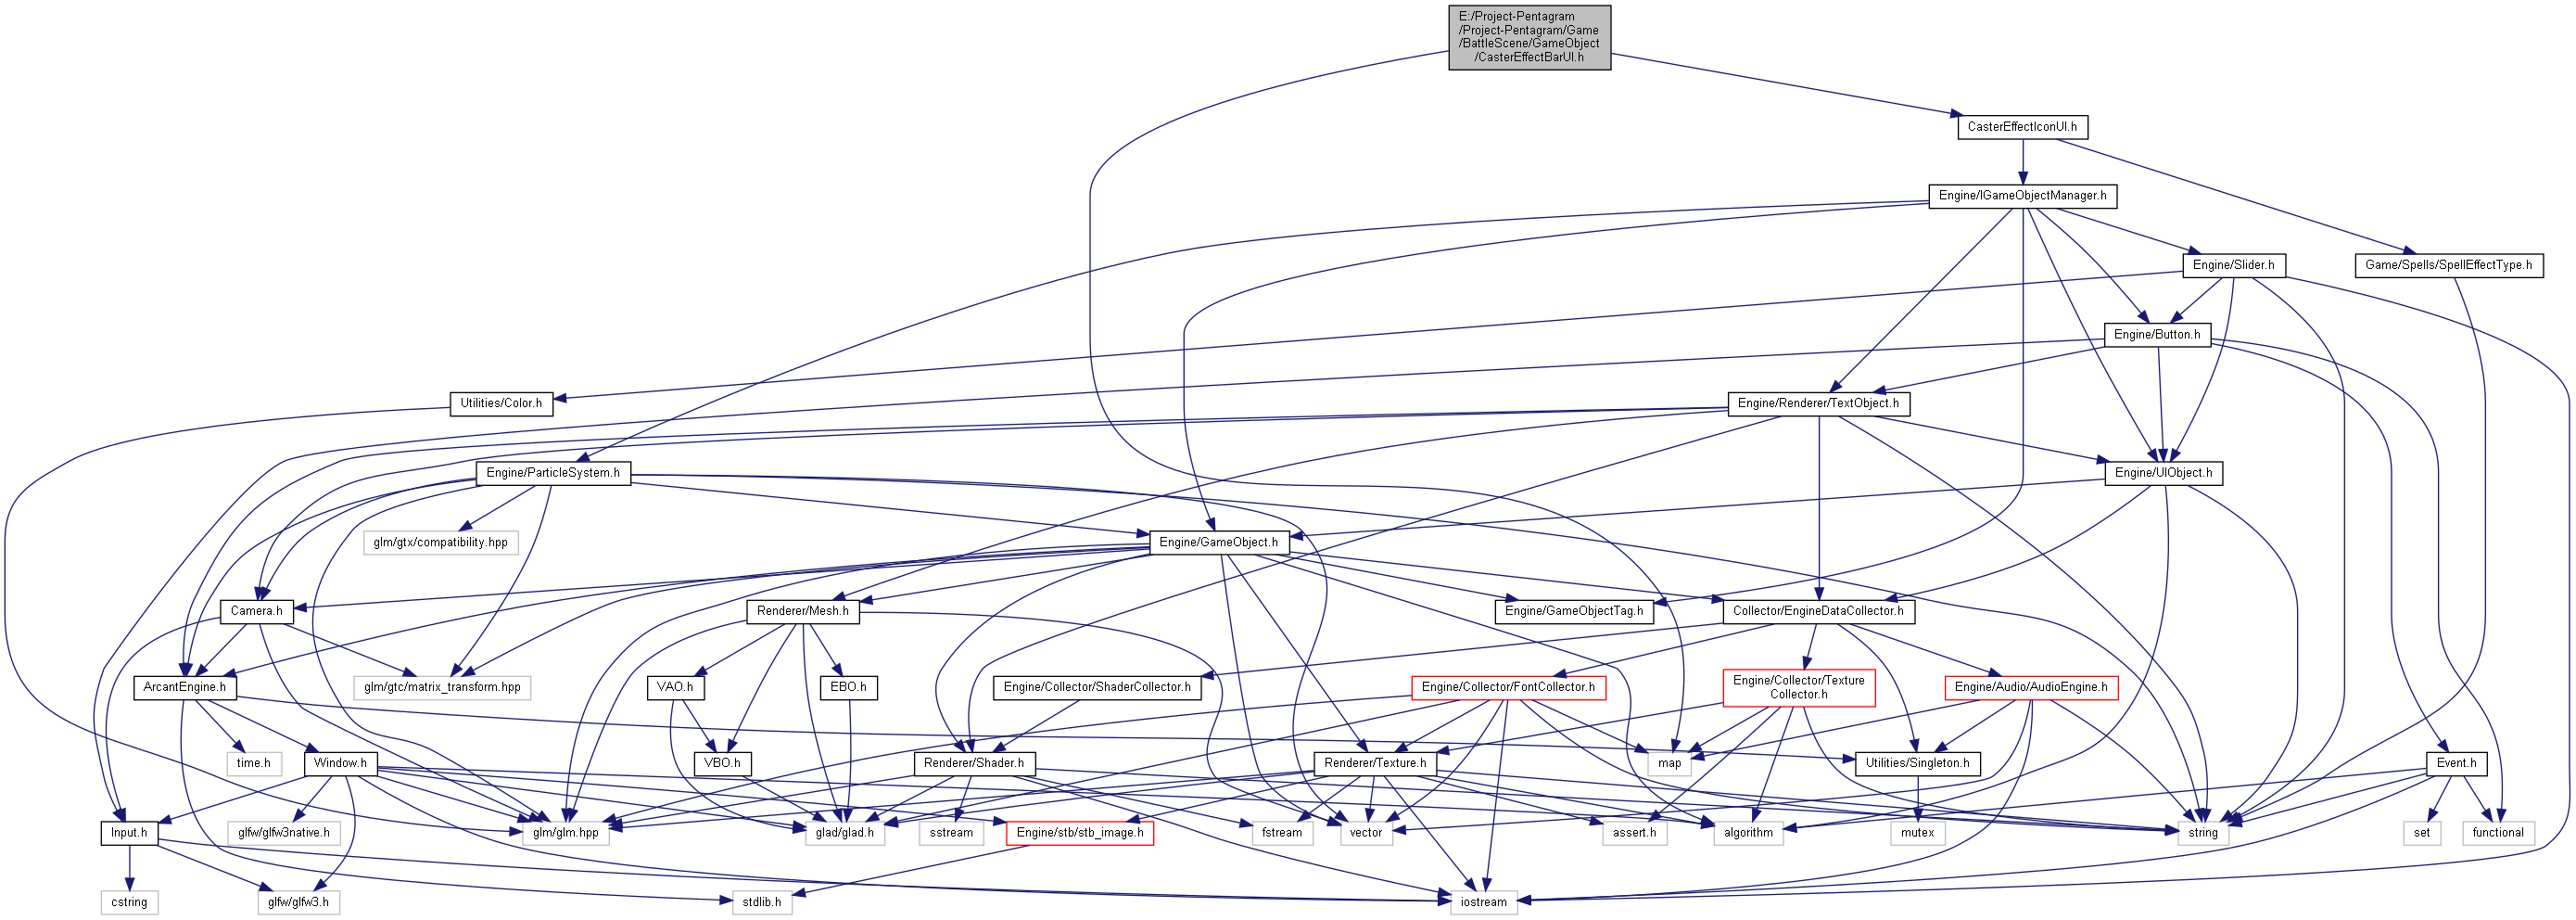 E:/Project-Pentagram
/Project-Pentagram/Game
/BattleScene/GameObject
/CasterEffectBarUI.h
CasterEffectIconUI.h
Engine/IGameObjectManager.h
Engine/Slider.h
Game/Spells/SpellEffectType.h
Engine/Button.h
Utilities/Color.h
Engine/Renderer/TextObject.h
Engine/ParticleSystem.h
Engine/UIObject.h
glm/gtx/compatibility.hpp
Engine/GameObject.h
Camera.h
Renderer/Mesh.h
Engine/GameObjectTag.h
Collector/EngineDataCollector.h
ArcantEngine.h
glm/gtc/matrix_transform.hpp
VAO.h
EBO.h
Engine/Collector/ShaderCollector.h
Engine/Collector/FontCollector.h
Engine/Collector/Texture
Collector.h
Engine/Audio/AudioEngine.h
time.h
Window.h
VBO.h
Renderer/Shader.h
Renderer/Texture.h
map
Utilities/Singleton.h
Event.h
Input.h
glfw/glfw3native.h
glm/glm.hpp
glad/glad.h
sstream
Engine/stb/stb_image.h
fstream
vector
assert.h
algorithm
mutex
string
set
functional
cstring
glfw/glfw3.h
stdlib.h
iostream